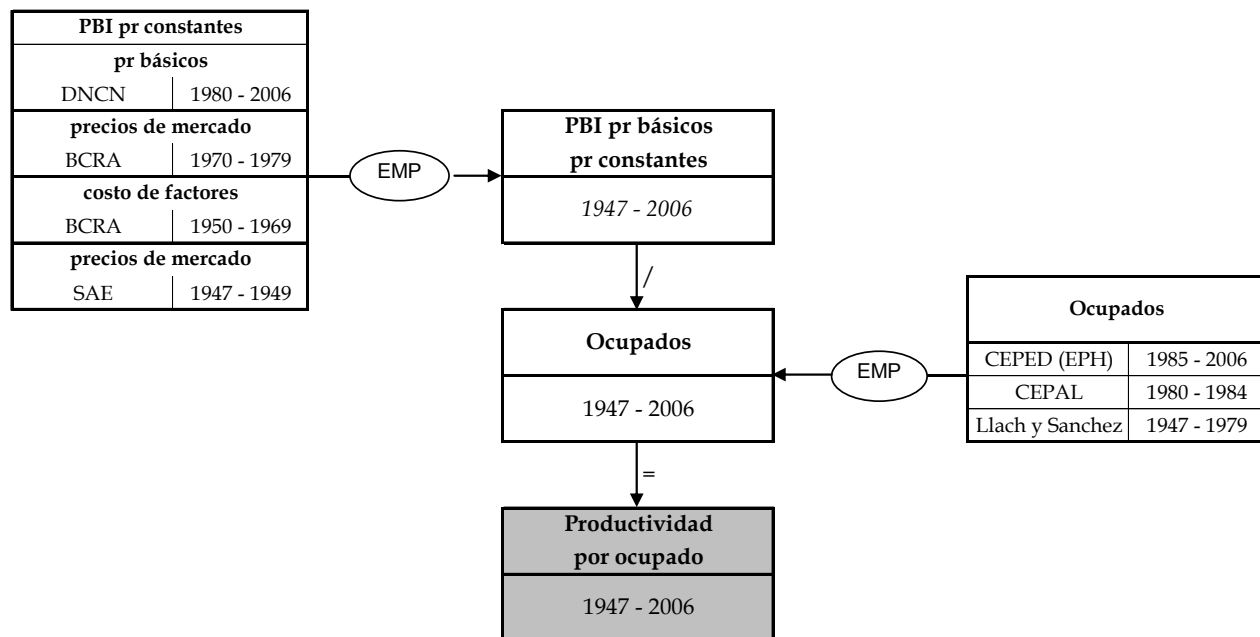 PBI pr constantes
pr básicos
DNCN 1980 - 2006
precios de mercado
BCRA 1970 - 1979
costo de factores
BCRA 1950 - 1969
precios de mercado
SAE 1947 - 1949
EMP
PBI pr básicos
pr constantes
1947 - 2006
/
Ocupados
1947 - 2006
EMP
Ocupados
CEPED (EPH) 1985 - 2006
CEPAL 1980 - 1984
Llach y Sanchez 1947 - 1979
=
Productividad
por ocupado
1947 - 2006